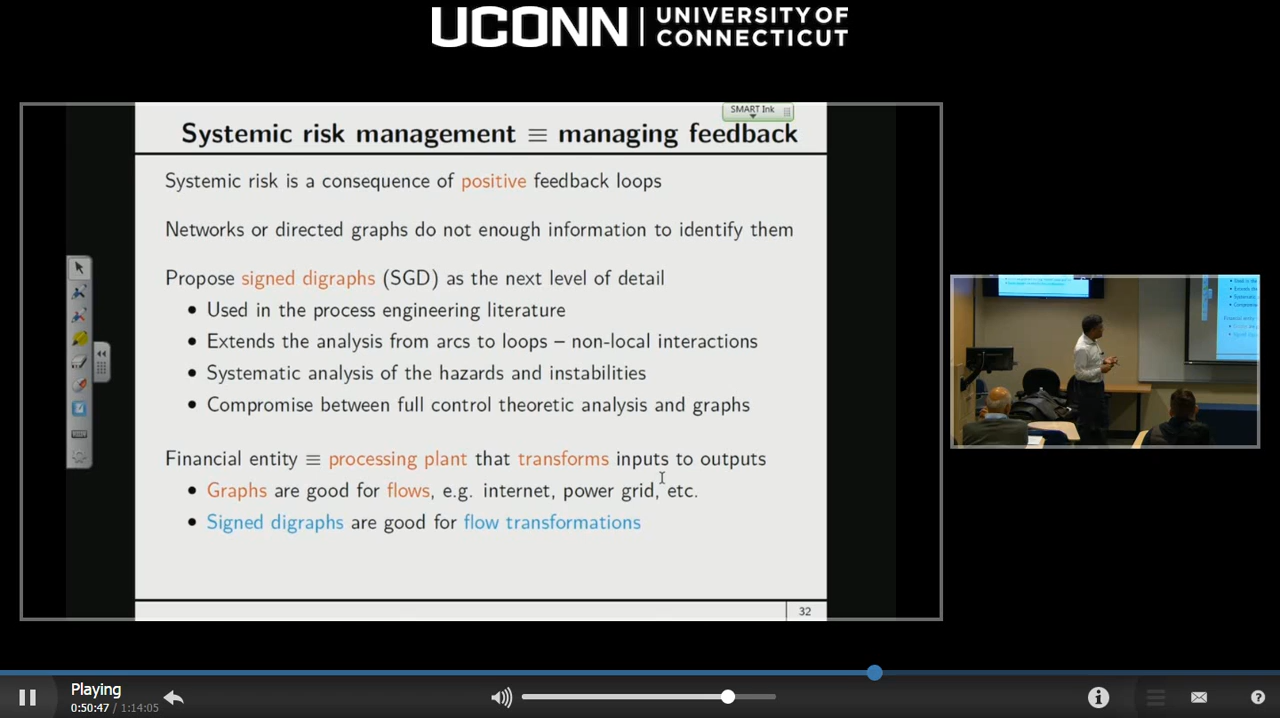 UCONN UNIVERSITY OF
CONNECTICUT
SMART Ink
Systemic risk management ≡ managing feedback
Systemic risk is a consequence of positive feedback loops
Networks or directed graphs do not enough information to identify them
Propose signed digraphs (SGD) as the next level of detail
• Used in the process engineering literature
• Extends the analysis from arcs to loops – non-local interactions
• Systematic analysis of the hazards and instabilities
• Compromise between full control theoretic analysis and graphs
Financial entity ≡ processing plant that transforms inputs to outputs
• Graphs are good for flows, e.g. internet, power grid, etc.
• Signed digraphs are good for flow transformations
32
Playing
0:50:47 / 1:14:05